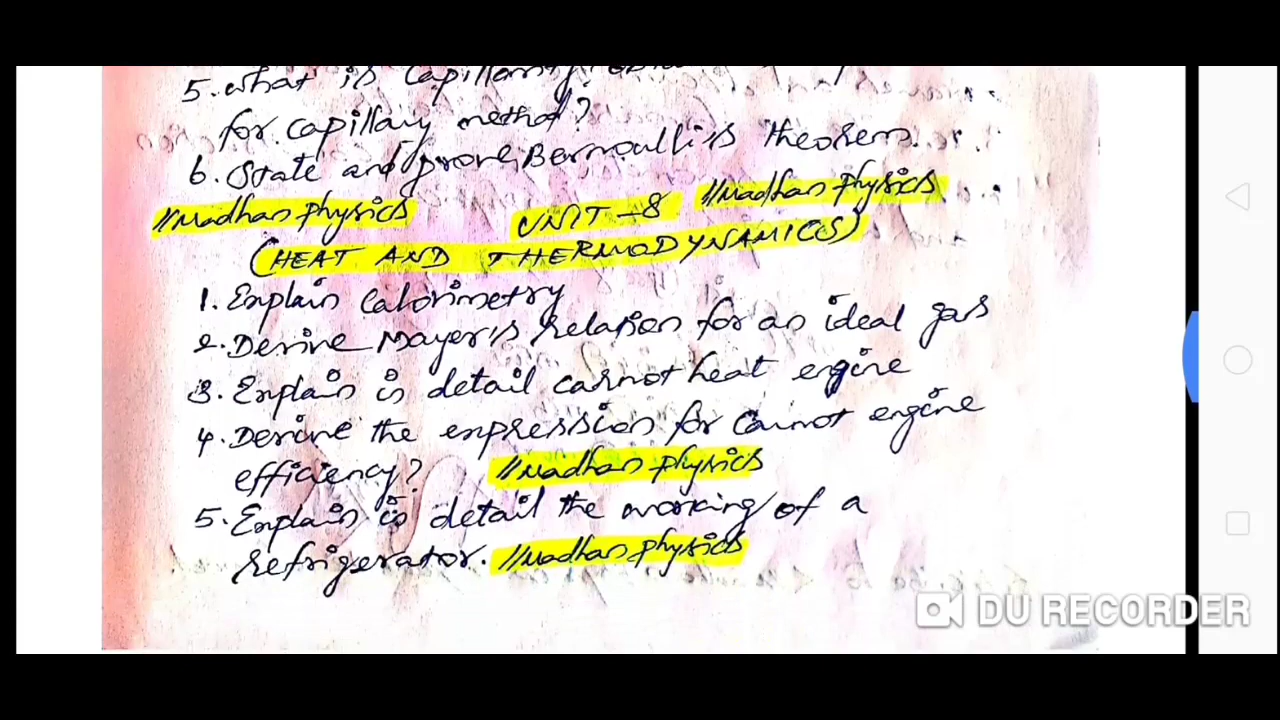 5. What is Capillarity
for capillary method?
6. State and prove Bernoulli's theorem.
//Madhan physics UNIT-8 //Madhan physics
(HEAT AND THERMODYNAMICS)
1. Explain Calorimetry
2. Derive Mayer's relation for an ideal gas
3. Explain in detail carnot heat engine
4. Derive the expression for Carnot engine
efficiency? //Madhan physics
5. Explain in detail the working of a
refrigerator. //Madhan physics
DU RECORDER